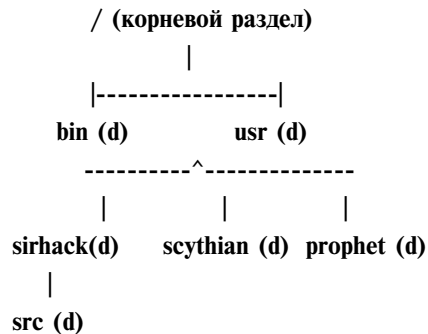 / (корневой раздел)
|
|-----------------|
bin (d) usr (d)
----------^--------------
| | |
sirhack(d) scythian (d) prophet (d)
|
src (d)